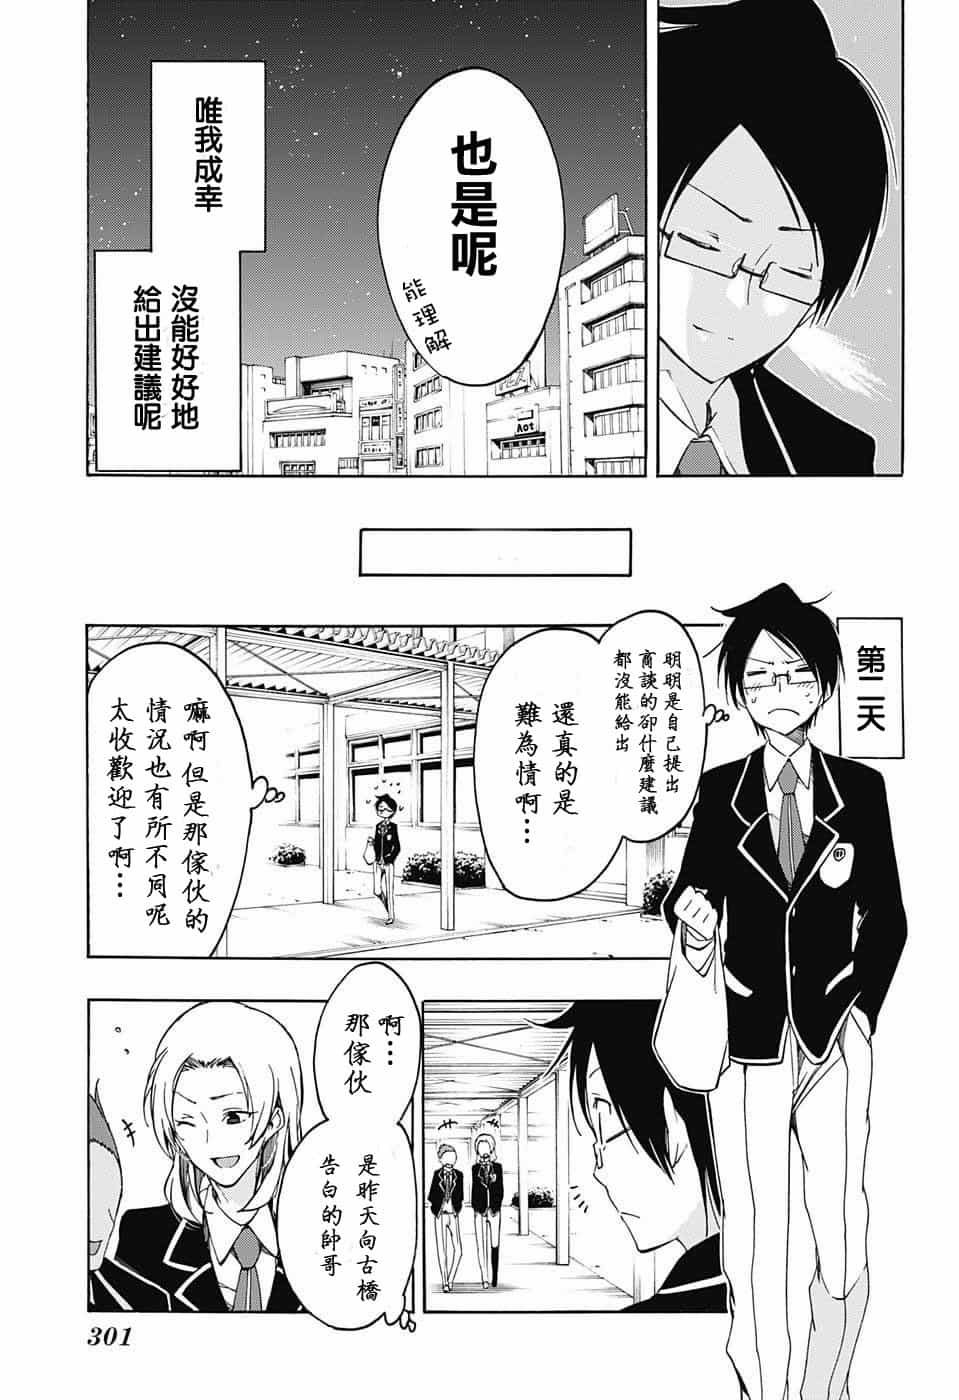 也是呢
能理解
唯我成幸
沒能好好地
給出建議呢
Aot
第二天
明明是自己提出
商談的卻什麼建議
都沒能給出
還真的是
難為情啊…
嘛啊 但是那傢伙的
情況也有所不同呢
太收歡迎了啊…
啊…
那傢伙
是昨天向古橋
告白的帥哥
301